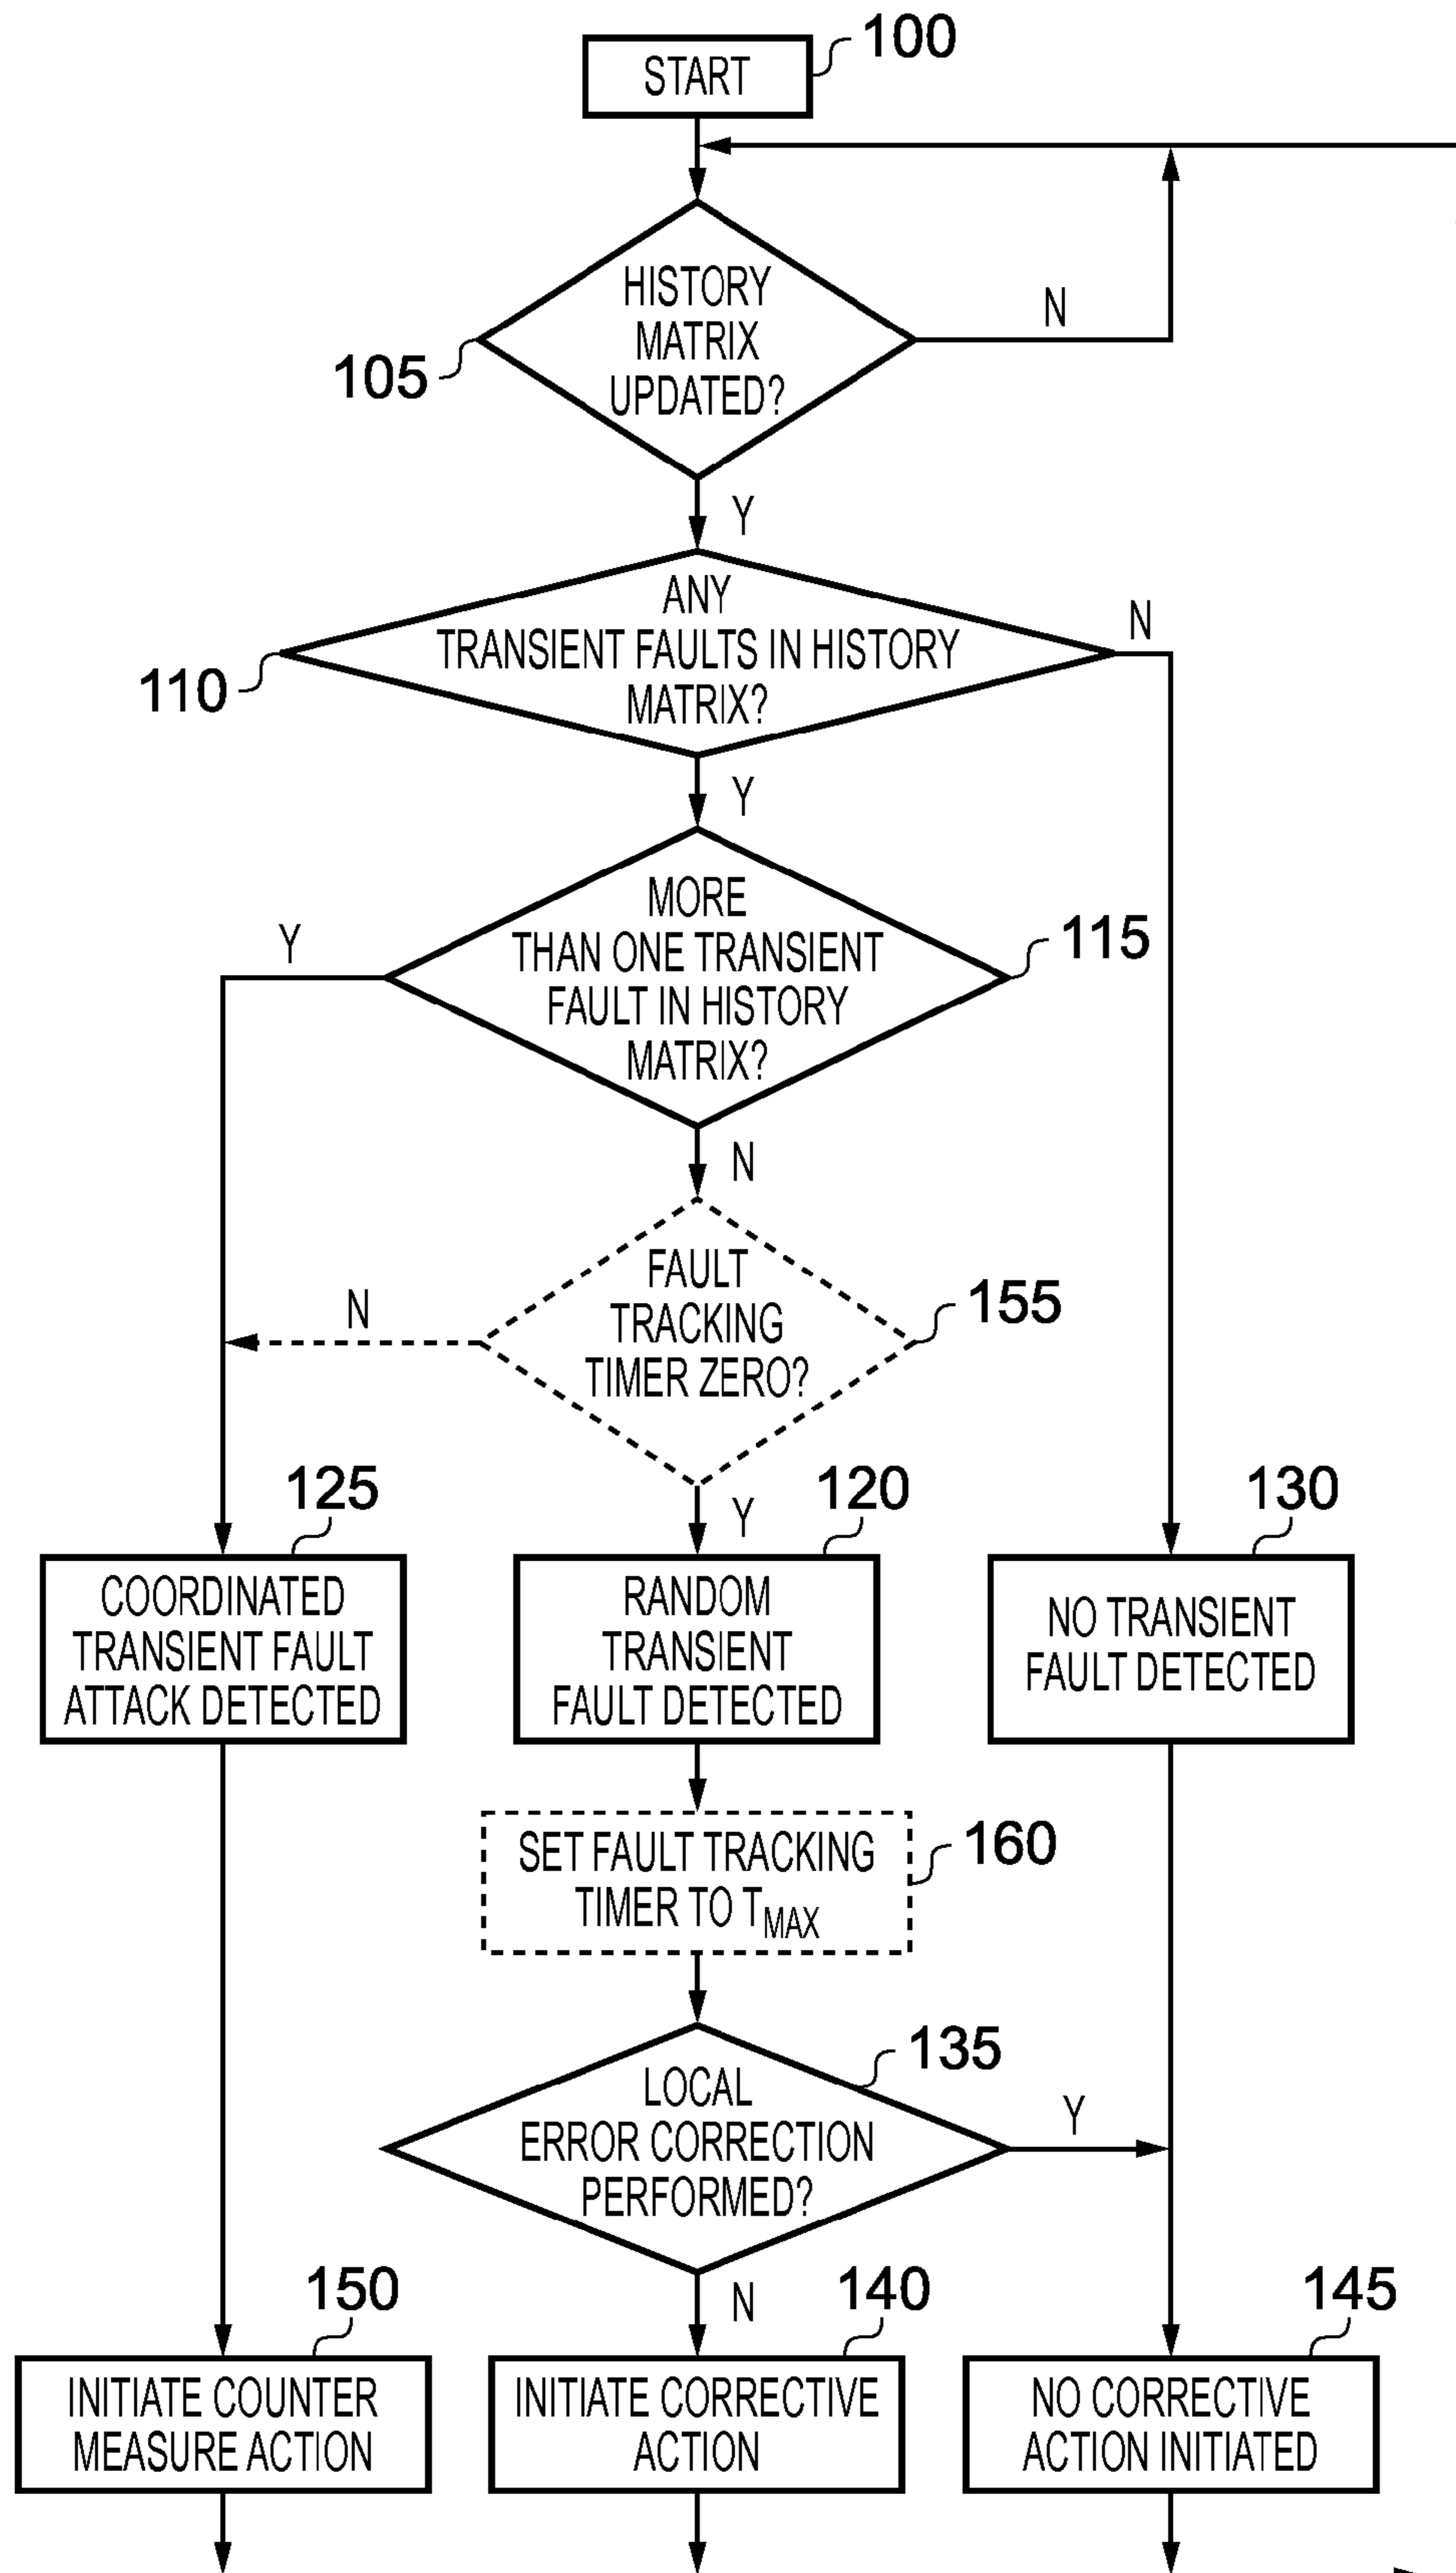 START
100
HISTORY
MATRIX
UPDATED?
105
N
Y
ANY
TRANSIENT FAULTS IN HISTORY
MATRIX?
110
N
Y
MORE
THAN ONE TRANSIENT
FAULT IN HISTORY
MATRIX?
115
Y
N
FAULT
TRACKING
TIMER ZERO?
155
N
Y
125
COORDINATED
TRANSIENT FAULT
ATTACK DETECTED
120
RANDOM
TRANSIENT
FAULT DETECTED
130
NO TRANSIENT
FAULT DETECTED
SET FAULT TRACKING
TIMER TO TMAX
160
LOCAL
ERROR CORRECTION
PERFORMED?
135
Y
N
150
INITIATE COUNTER
MEASURE ACTION
140
INITIATE CORRECTIVE
ACTION
145
NO CORRECTIVE
ACTION INITIATED